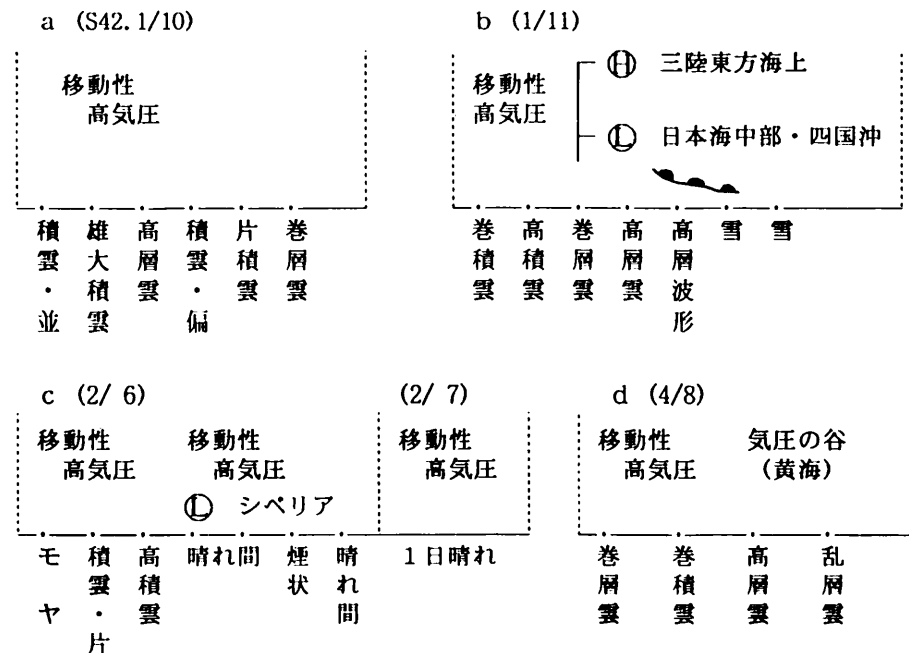 a (S42. 1/10)
移動性
高気圧
積雲・並
雄大積雲
高層雲
積雲・偏
片積雲
巻層雲
b (1/11)
移動性
高気圧
Ⓗ 三陸東方海上
Ⓛ 日本海中部・四国沖
巻積雲
高積雲
巻層雲
高層雲
高層波形
雪
雪
c (2/ 6)
移動性
高気圧
移動性
高気圧
Ⓛ シベリア
モヤ
積雲・片
高積雲
晴れ間
煙状
晴れ間
(2/ 7)
移動性
高気圧
1日晴れ
d (4/8)
移動性
高気圧
気圧の谷
(黄海)
巻層雲
巻積雲
高層雲
乱層雲